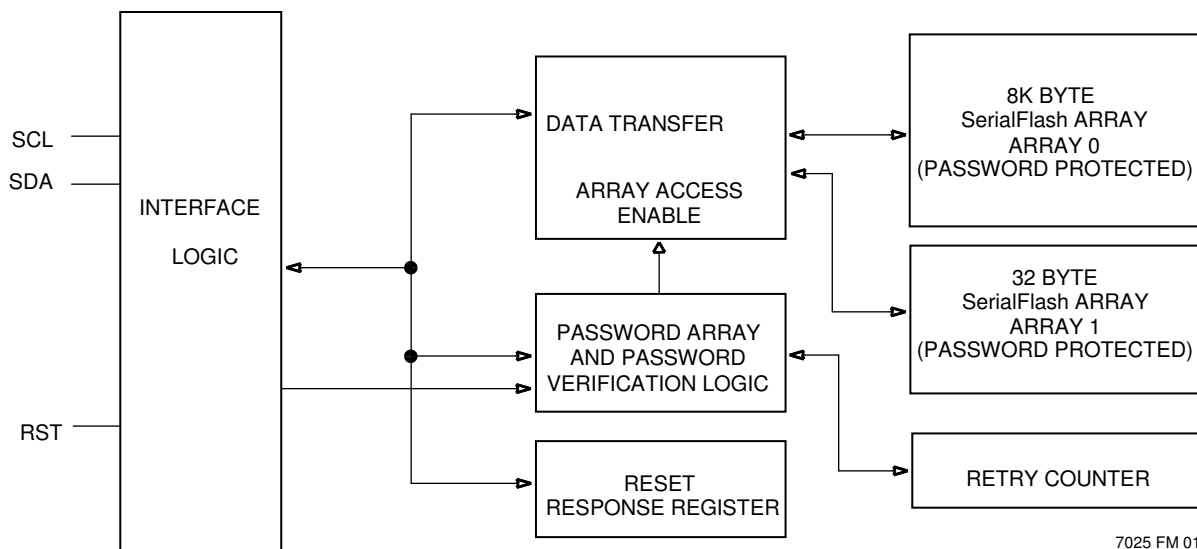 SCL
SDA
RST
INTERFACE
LOGIC
DATA TRANSFER
ARRAY ACCESS
ENABLE
PASSWORD ARRAY
AND PASSWORD
VERIFICATION LOGIC
RESET
RESPONSE REGISTER
8K BYTE
SerialFlash ARRAY
ARRAY 0
(PASSWORD PROTECTED)
32 BYTE
SerialFlash ARRAY
ARRAY 1
(PASSWORD PROTECTED)
RETRY COUNTER
7025 FM 01